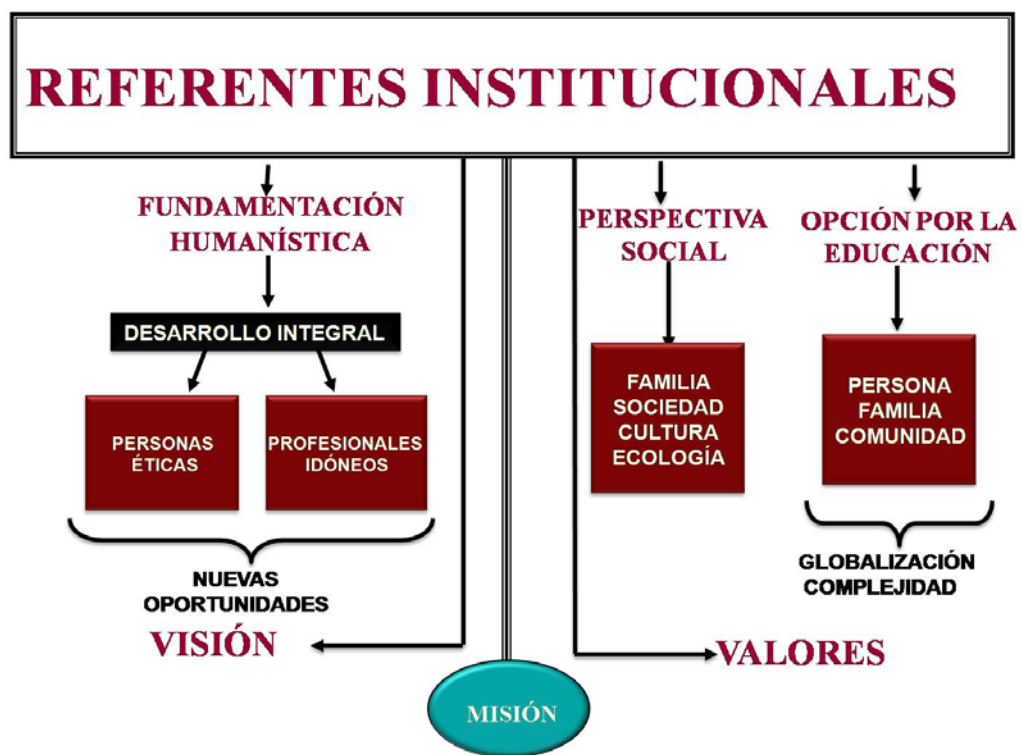 REFERENTES INSTITUCIONALES
FUNDAMENTACIÓN
HUMANÍSTICA
DESARROLLO INTEGRAL
PERSONAS
ÉTICAS
PROFESIONALES
IDÓNEOS
NUEVAS
OPORTUNIDADES
VISIÓN
MISIÓN
PERSPECTIVA
SOCIAL
FAMILIA
SOCIEDAD
CULTURA
ECOLOGÍA
OPCIÓN POR LA
EDUCACIÓN
PERSONA
FAMILIA
COMUNIDAD
GLOBALIZACIÓN
COMPLEJIDAD
VALORES